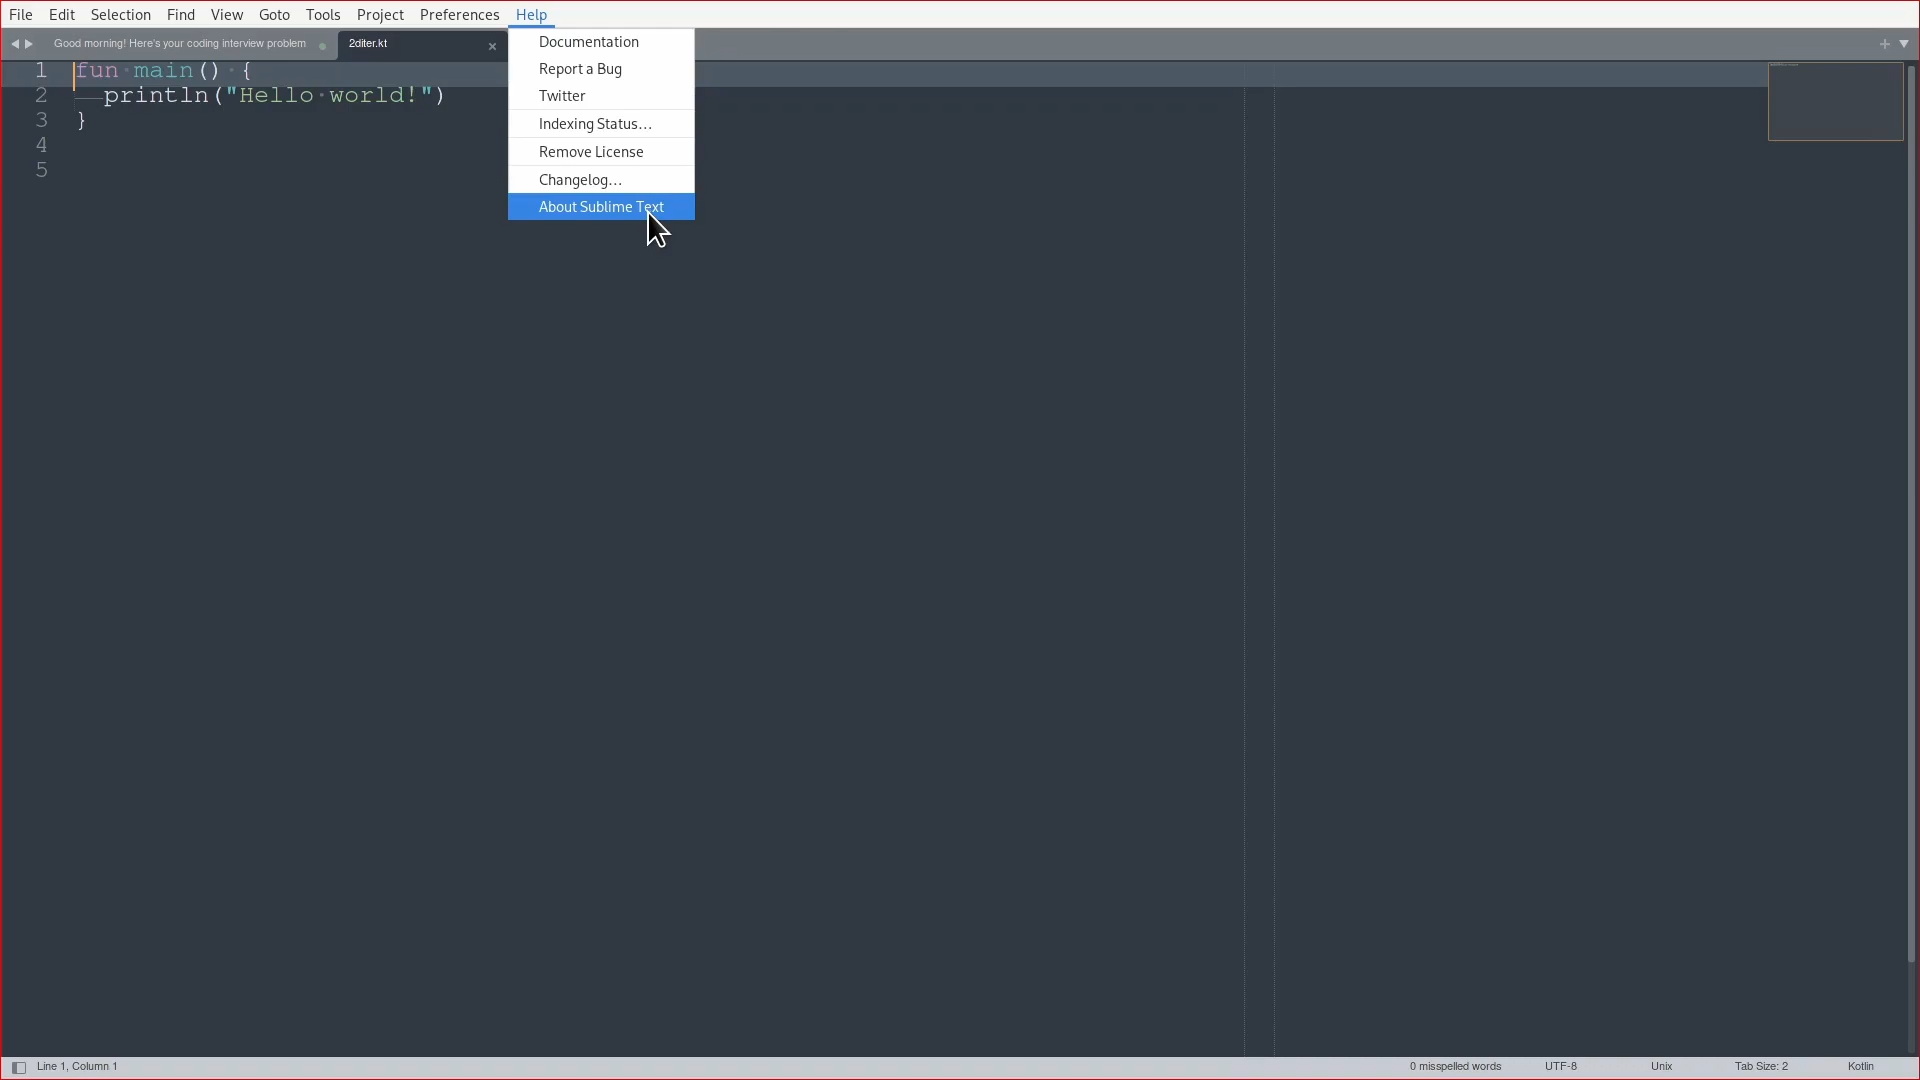 File Edit Selection Find View Goto Tools Project Preferences Help
Good morning! Here's your coding interview problem
2diter.kt
1 fun main() {
2 println("Hello world!")
3 }
4
5
Documentation
Report a Bug
Twitter
Indexing Status...
Remove License
Changelog...
About Sublime Text
Line 1, Column 1 0 misspelled words UTF-8 Unix Tab Size: 2 Kotlin